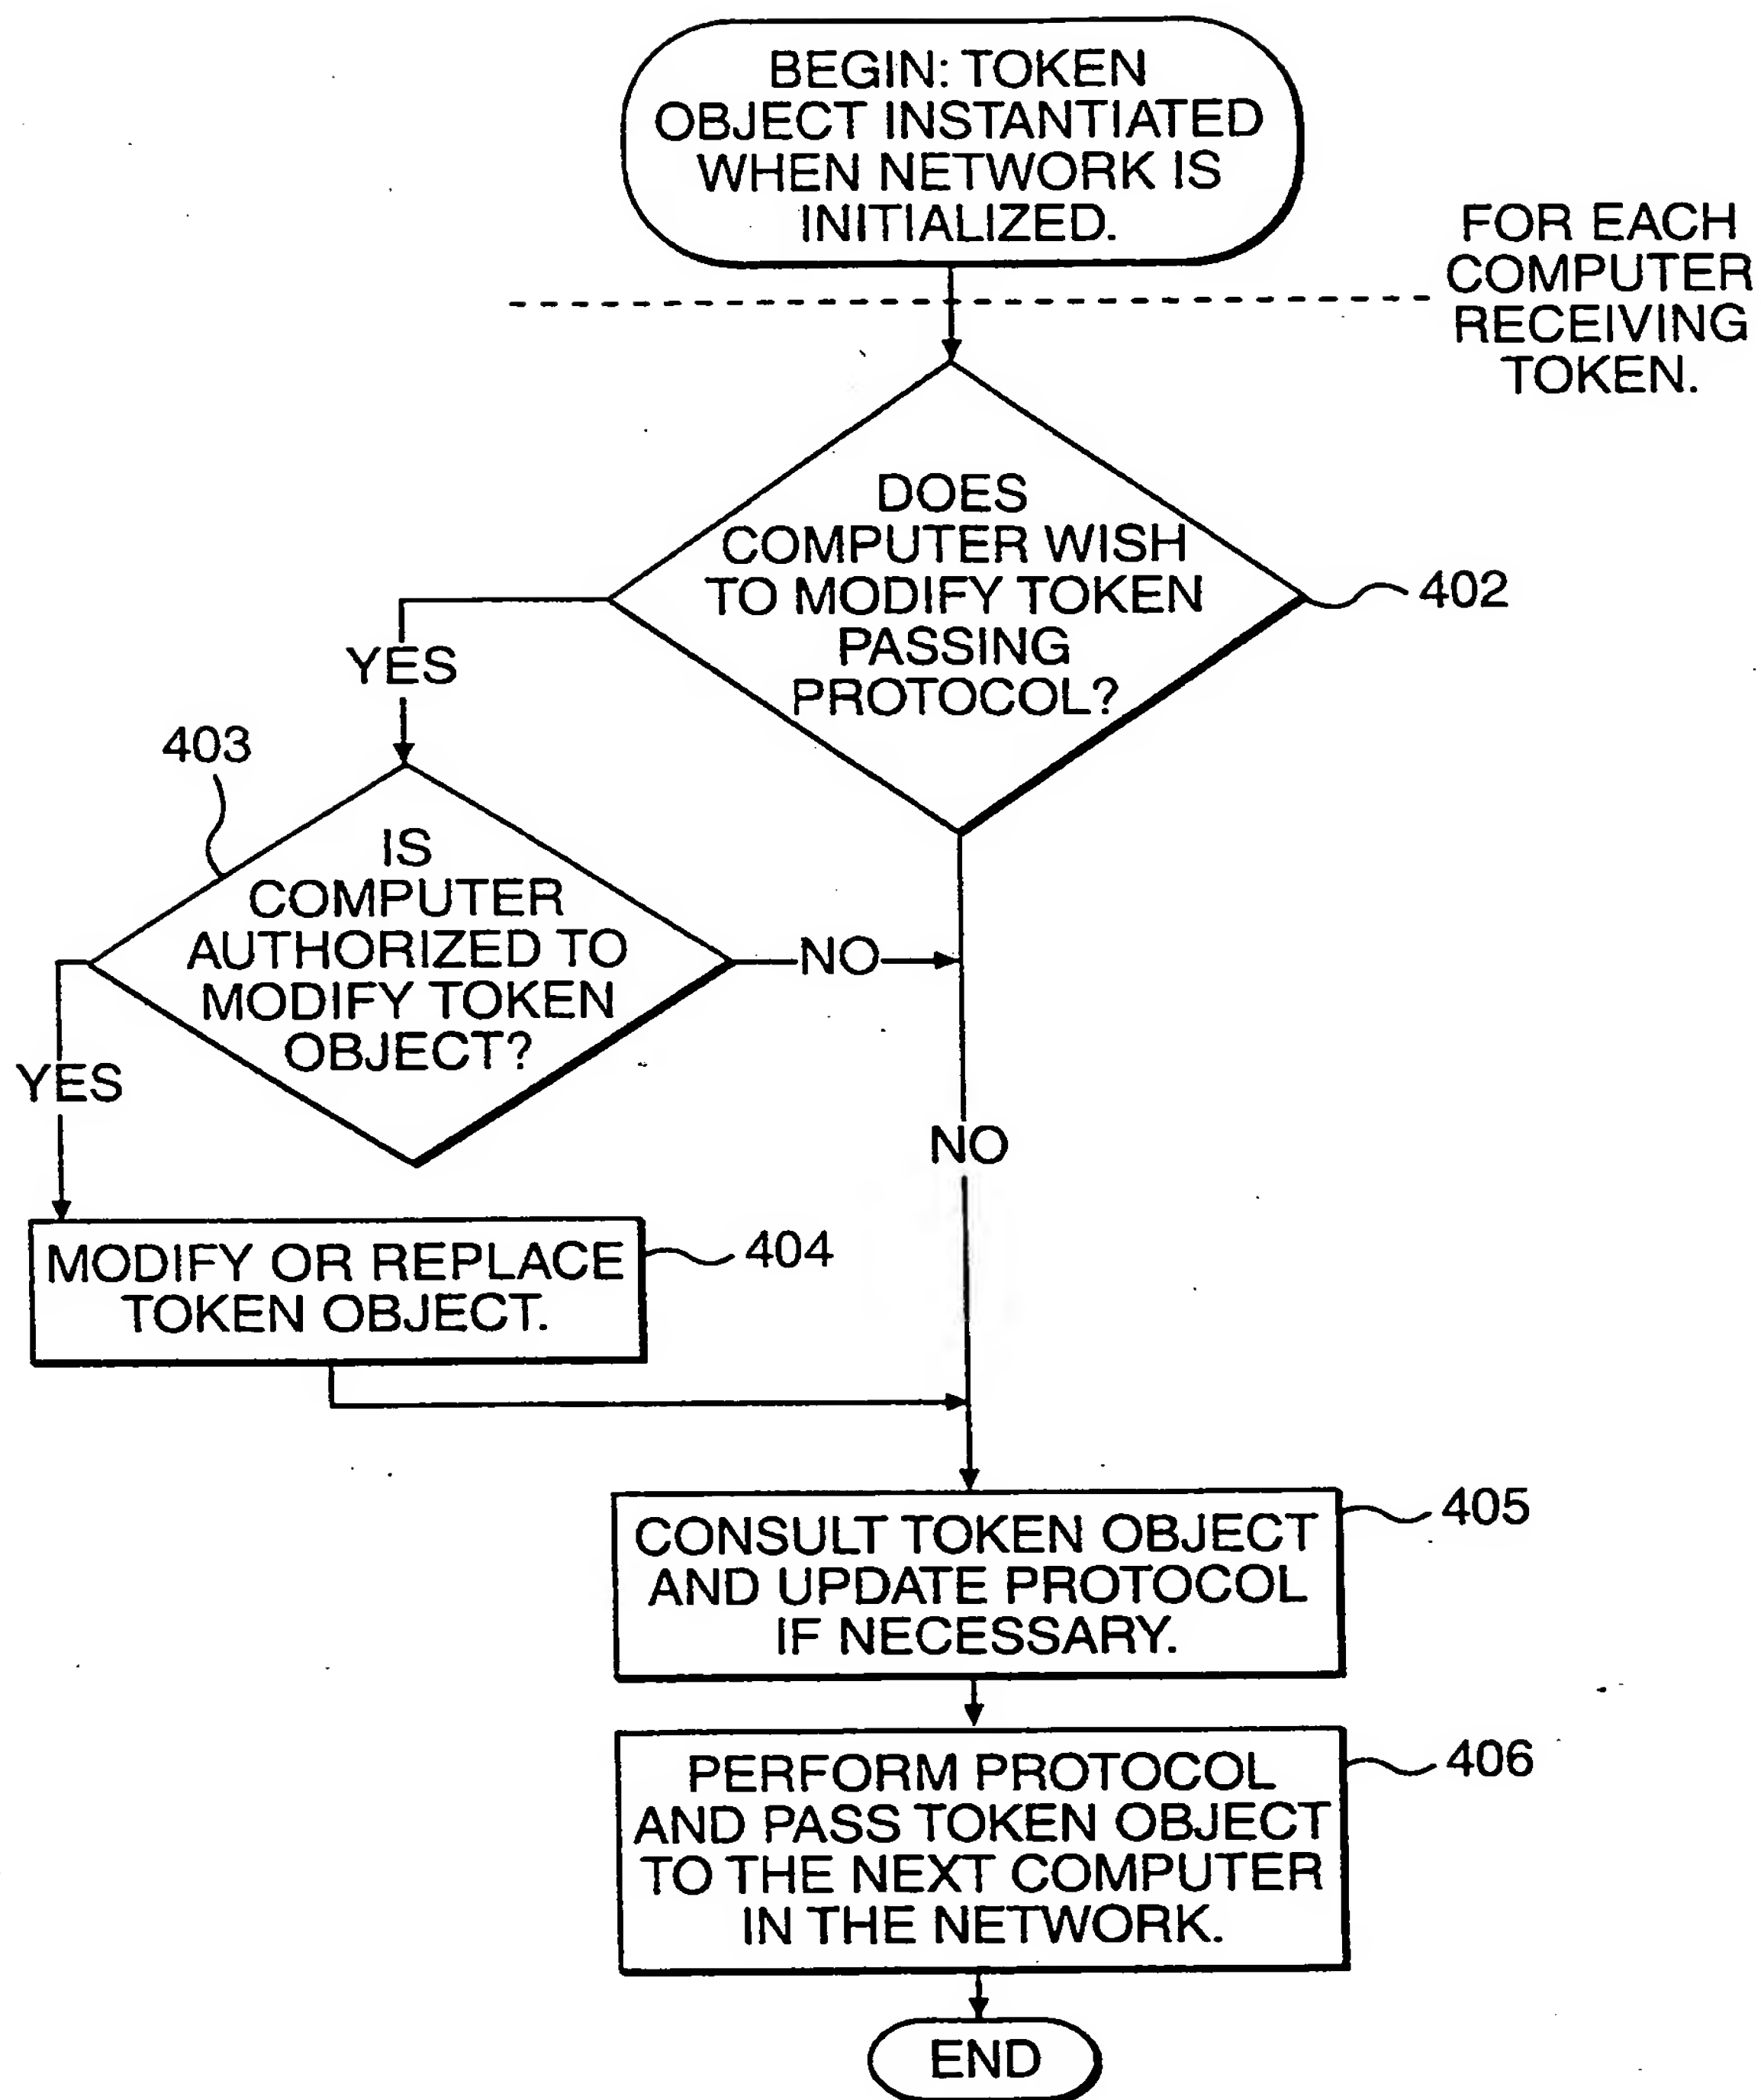 BEGIN: TOKEN
OBJECT INSTANTIATED
WHEN NETWORK IS
INITIALIZED.
FOR EACH
COMPUTER
RECEIVING
TOKEN.
DOES
COMPUTER WISH
TO MODIFY TOKEN
PASSING
PROTOCOL?
402
YES
403
IS
COMPUTER
AUTHORIZED TO
MODIFY TOKEN
OBJECT?
NO
YES
NO
MODIFY OR REPLACE
TOKEN OBJECT.
404
CONSULT TOKEN OBJECT
AND UPDATE PROTOCOL
IF NECESSARY.
405
PERFORM PROTOCOL
AND PASS TOKEN OBJECT
TO THE NEXT COMPUTER
IN THE NETWORK.
406
END